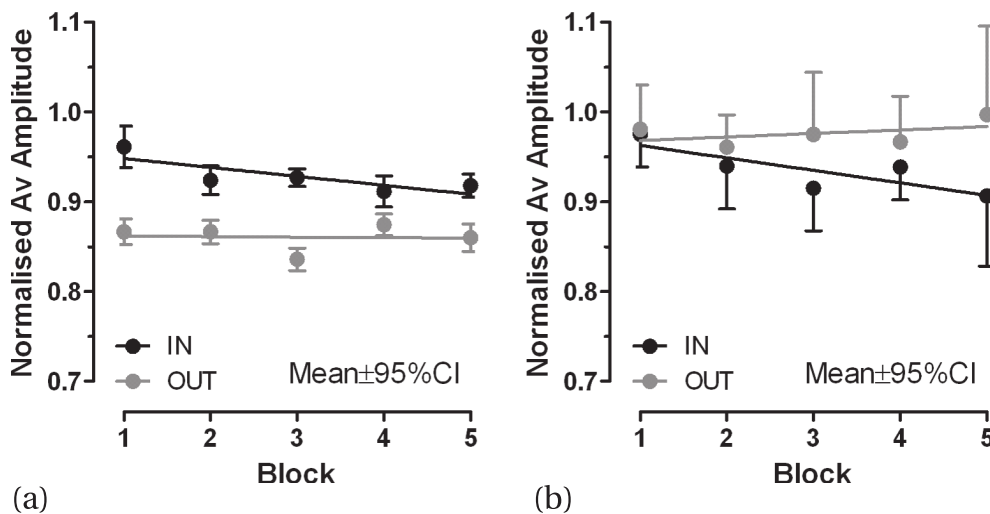 Normalised Av Amplitude
1.1
1.0
0.9
0.8
0.7
IN
OUT
Mean±95%CI
1 2 3 4 5
Block
(a)
Normalised Av Amplitude
1.1
1.0
0.9
0.8
0.7
IN
OUT
Mean±95%CI
1 2 3 4 5
Block
(b)